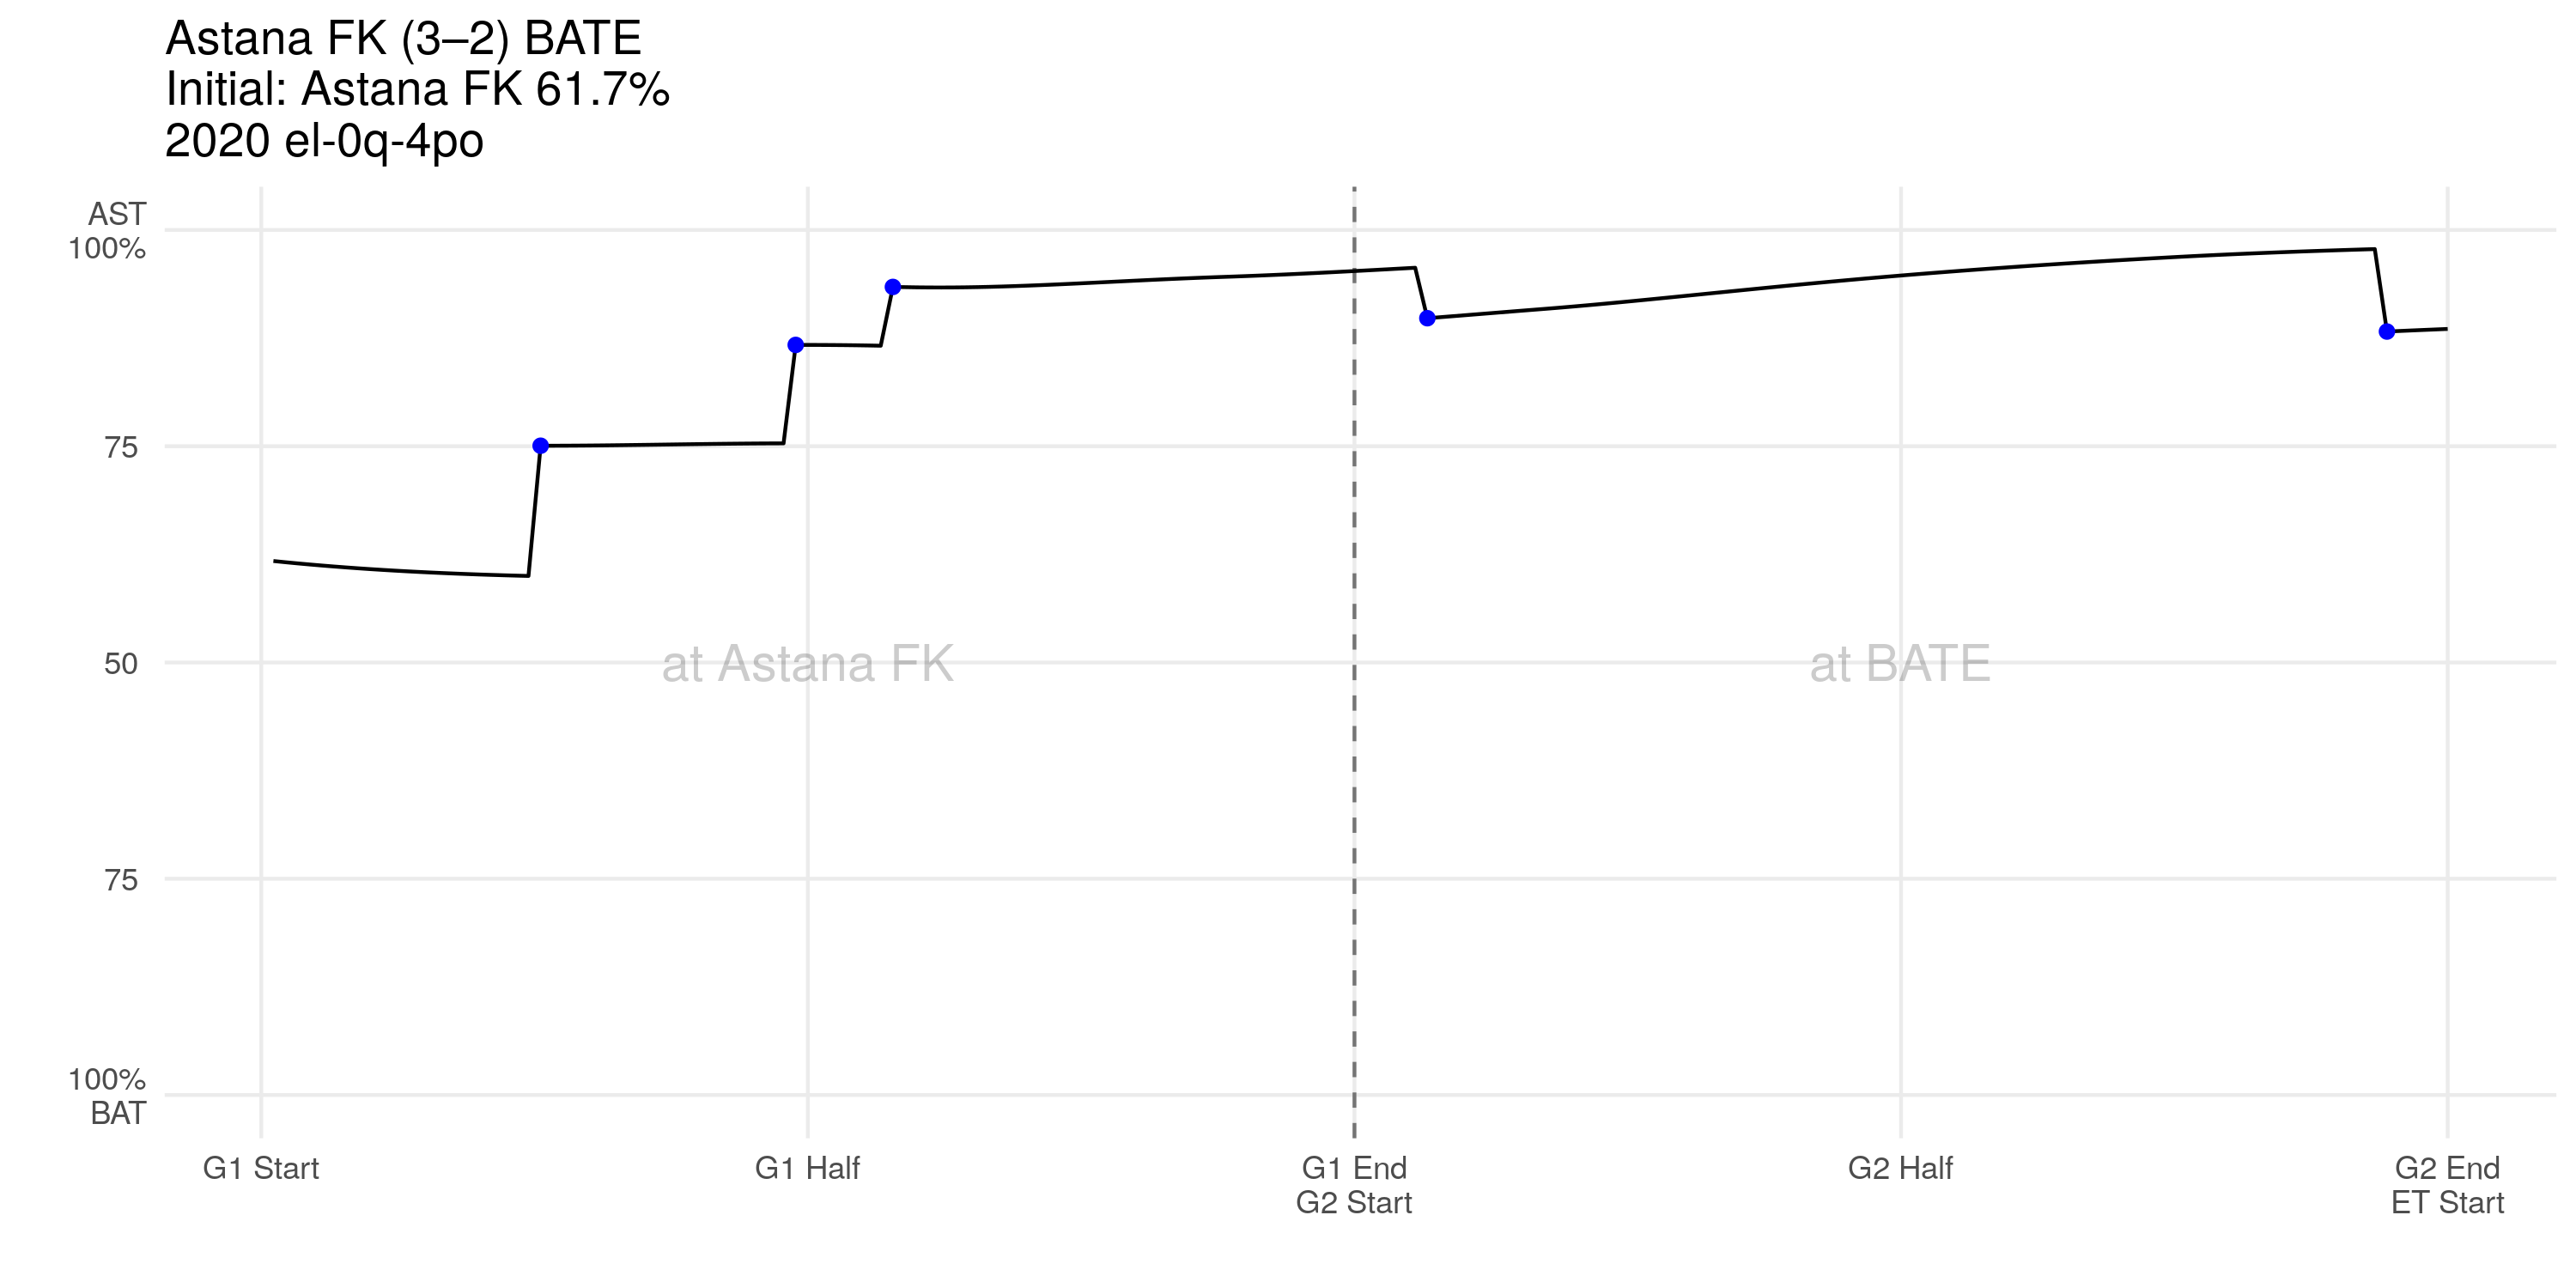 Astana FK (3–2) BATE
Initial: Astana FK 61.7%
2020 el-0q-4po
AST
100%
75
50
75
100%
BAT
at Astana FK
at BATE
G1 Start
G1 Half
G1 End
G2 Start
G2 Half
G2 End
ET Start